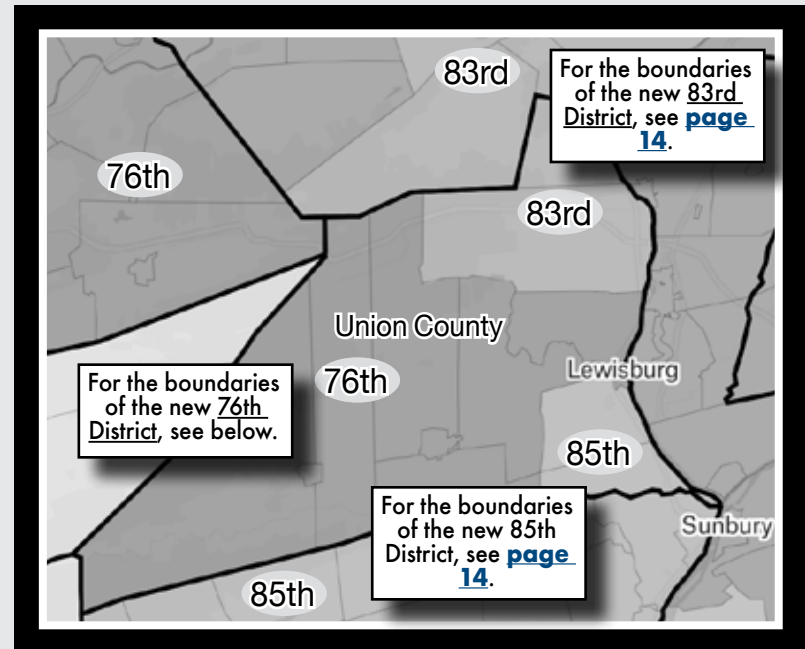 83rd
For the boundaries
of the new 83rd
District, see page
14.
76th
83rd
Union County
Lewisburg
For the boundaries
of the new 76th
District, see below.
76th
85th
For the boundaries
of the new 85th
District, see page
14.
Sunbury
85th